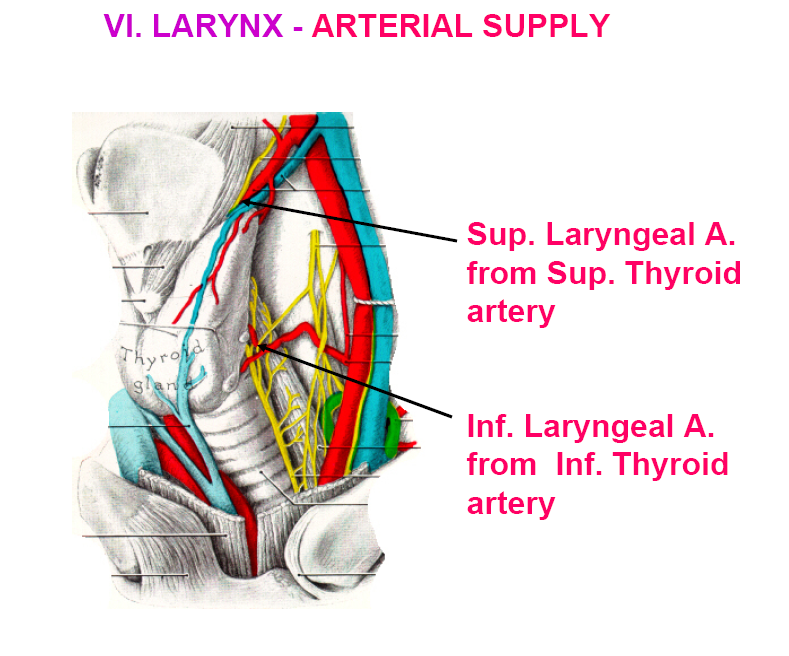 VI. LARYNX - ARTERIAL SUPPLY
Sup. Laryngeal A.
from Sup. Thyroid
artery
Thyroid
gland
Inf. Laryngeal A.
from Inf. Thyroid
artery